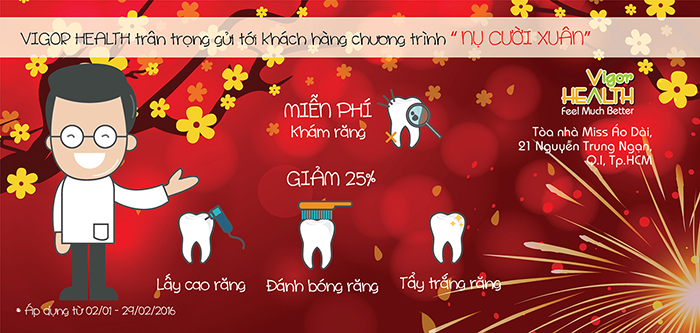 VIGOR HEALTH trân trọng gửi tới khách hàng chương trình “ NỤ CƯỜI XUÂN”
Vigor
HEALTH
Feel Much Better
Tòa nhà Miss Áo Dài,
21 Nguyễn Trung Ngạn,
Q.1, Tp.HCM
MIỄN PHÍ
Khám răng
GIẢM 25%
Lấy cao răng
Đánh bóng răng
Tẩy trắng răng
* Áp dụng từ 02/01 - 29/02/2016